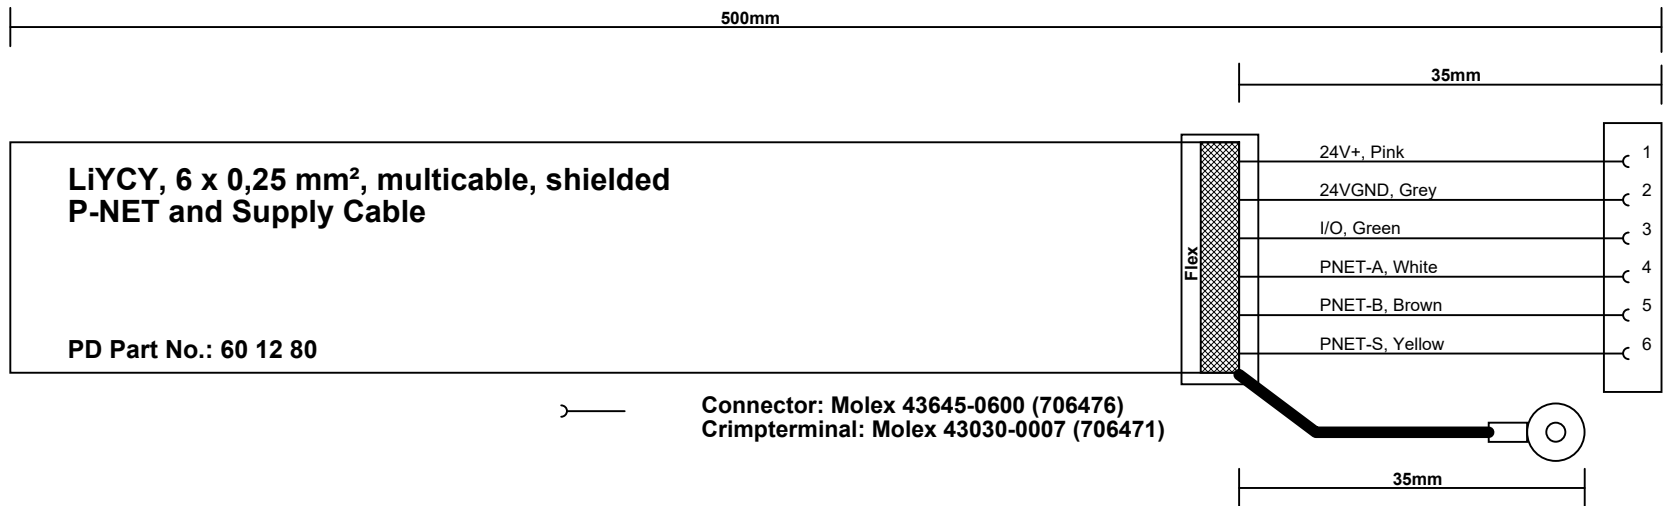 500mm
35mm
LiYCY, 6 x 0,25 mm², multicable, shielded
P-NET and Supply Cable
PD Part No.: 60 12 80
Flex
24V+, Pink 1
24VGND, Grey 2
I/O, Green 3
PNET-A, White 4
PNET-B, Brown 5
PNET-S, Yellow 6
Connector: Molex 43645-0600 (706476)
Crimpterminal: Molex 43030-0007 (706471)
35mm